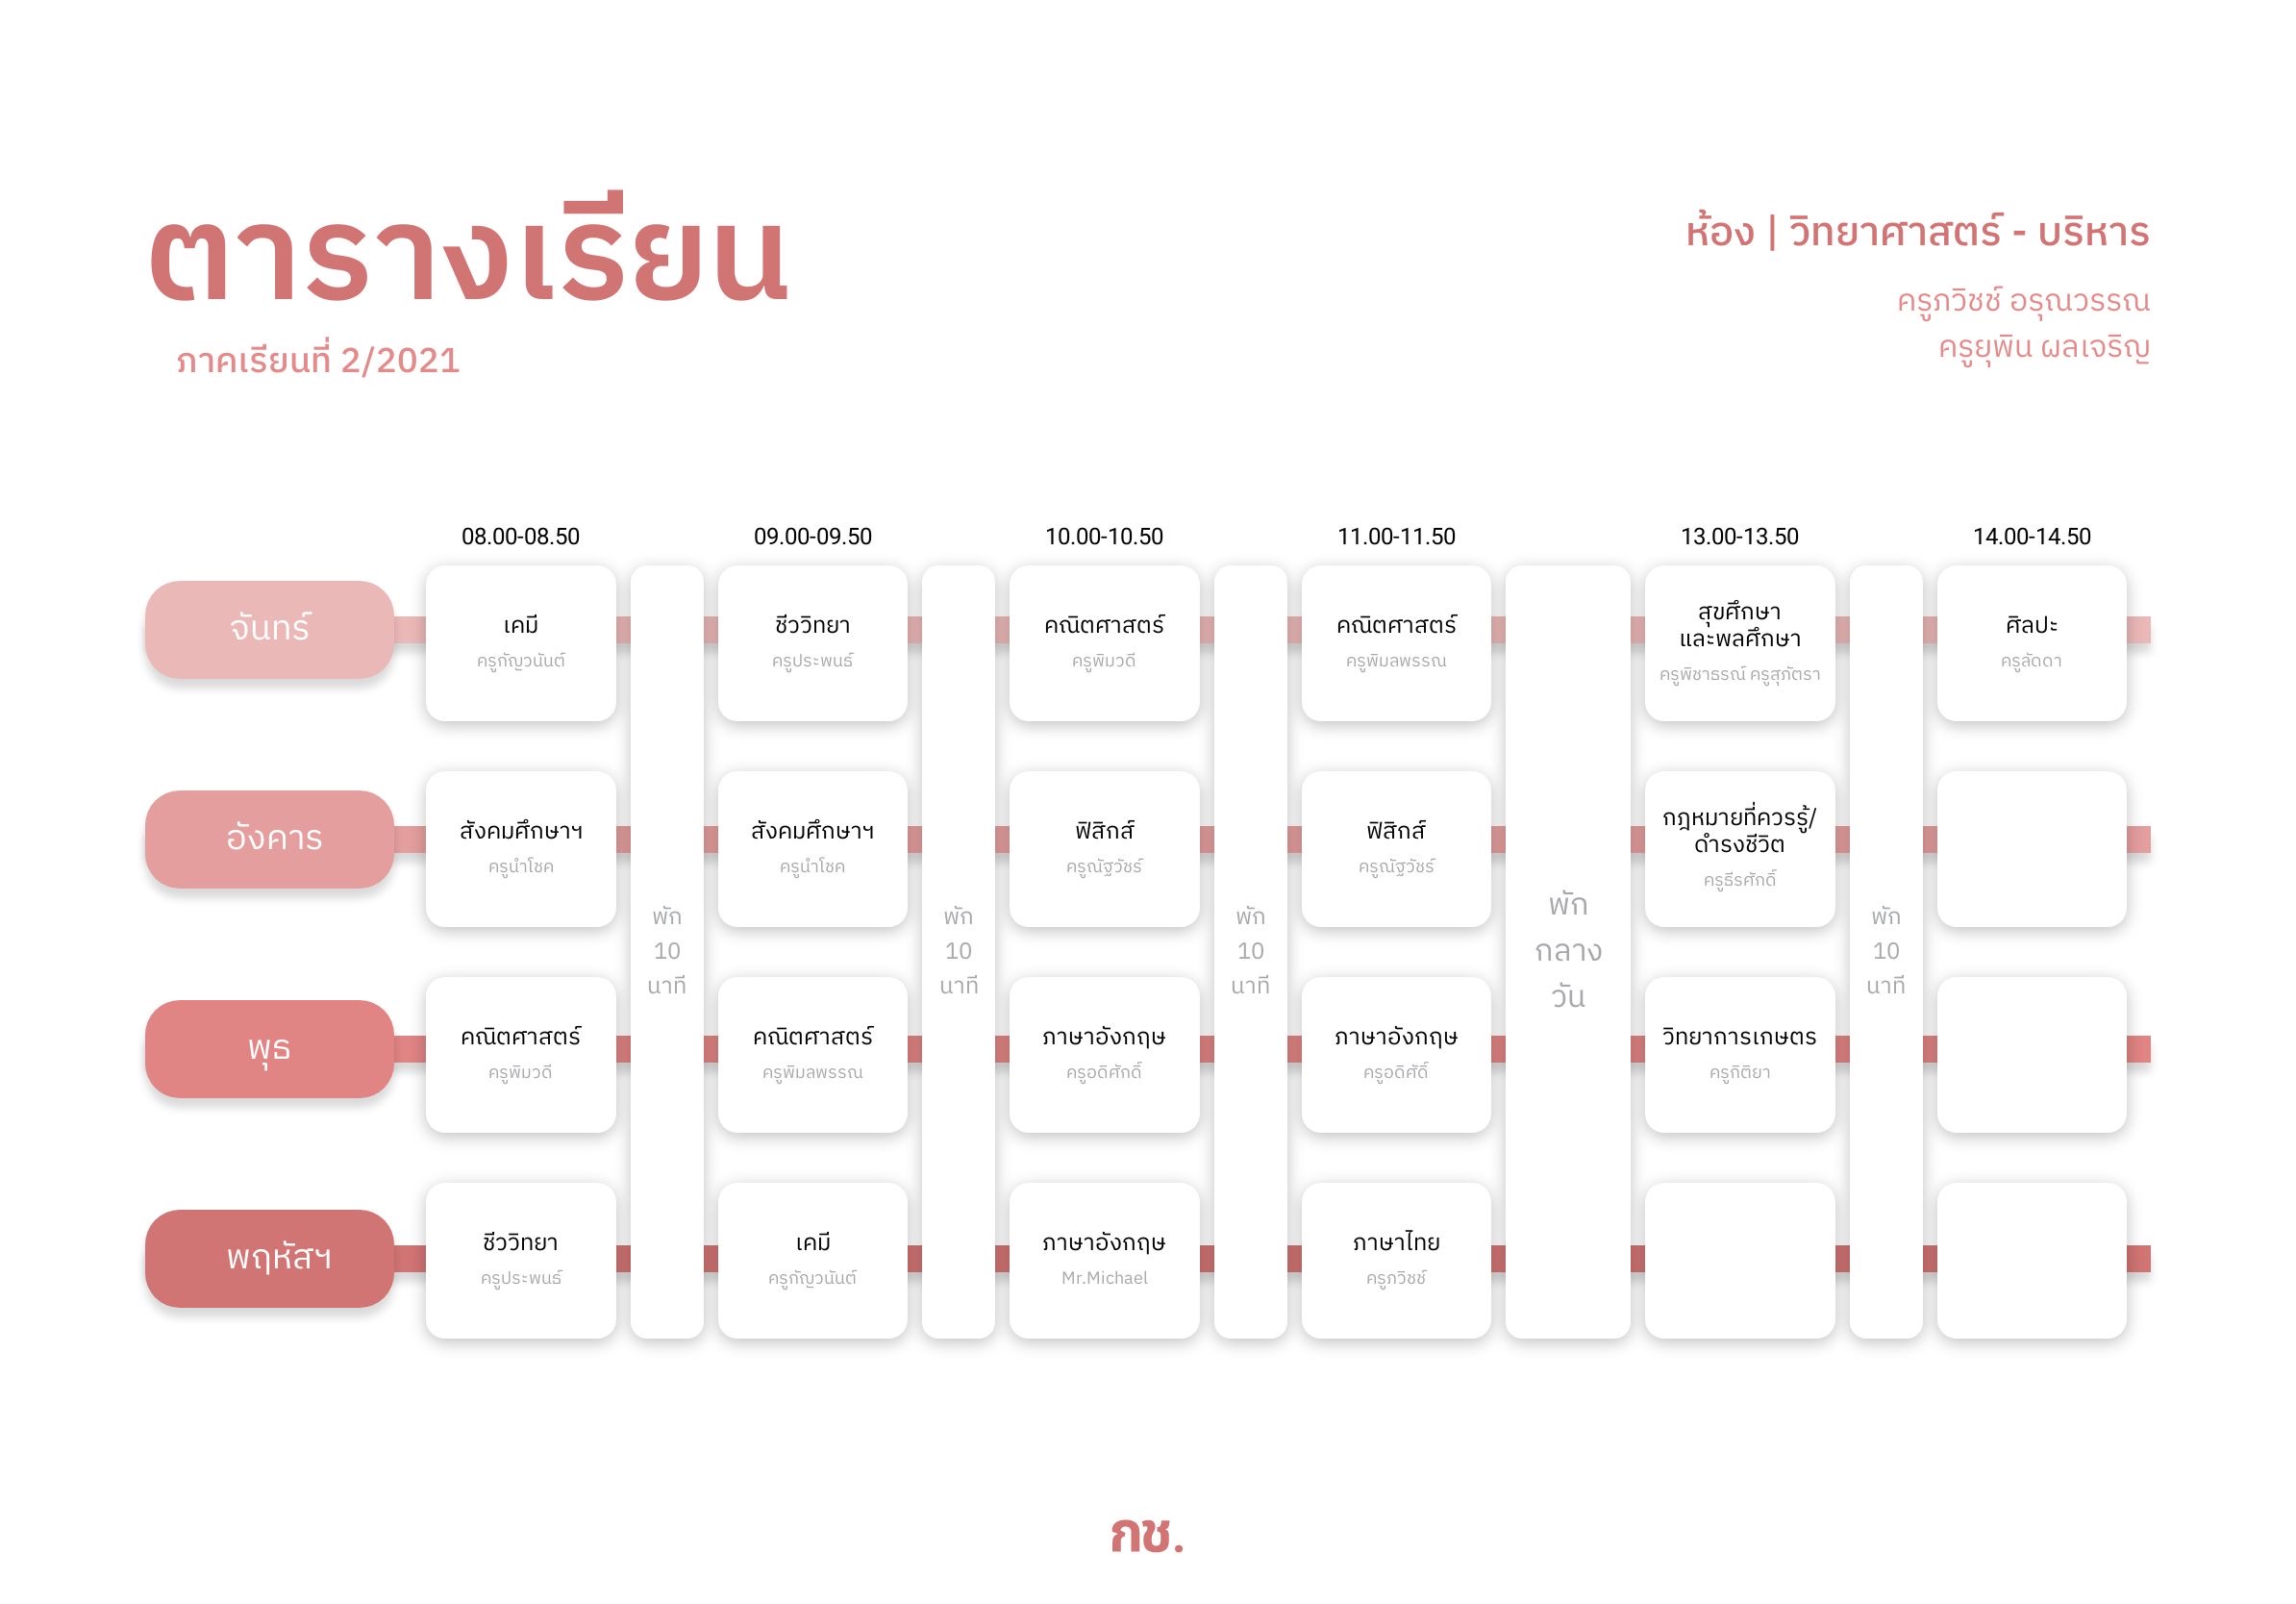 ตารางเรียน
ภาคเรียนที่ 2/2021
ห้อง | วิทยาศาสตร์ - บริหาร
ครูภวิชช์ อรุณวรรณ
ครูยุพิน ผลเจริญ
08.00-08.50
09.00-09.50
10.00-10.50
11.00-11.50
13.00-13.50
14.00-14.50
จันทร์
เคมี
ครูกัญวนันต์
ชีววิทยา
ครูประพนธ์
คณิตศาสตร์
ครูพิมวดี
คณิตศาสตร์
ครูพิมลพรรณ
สุขศึกษา
และพลศึกษา
ครูพิชาธรณ์ ครูสุภัตรา
ศิลปะ
ครูลัดดา
อังคาร
สังคมศึกษาฯ
ครูนำโชค
สังคมศึกษาฯ
ครูนำโชค
ฟิสิกส์
ครูณัฐวัชร์
ฟิสิกส์
ครูณัฐวัชร์
กฎหมายที่ควรรู้/
ดำรงชีวิต
ครูธีรศักดิ์
พัก
10
นาที
พัก
10
นาที
พัก
10
นาที
พัก
กลาง
วัน
พัก
10
นาที
พุธ
คณิตศาสตร์
ครูพิมวดี
คณิตศาสตร์
ครูพิมลพรรณ
ภาษาอังกฤษ
ครูอดิศักดิ์
ภาษาอังกฤษ
ครูอดิศัดิ์
วิทยาการเกษตร
ครูกิติยา
พฤหัสฯ
ชีววิทยา
ครูประพนธ์
เคมี
ครูกัญวนันต์
ภาษาอังกฤษ
Mr.Michael
ภาษาไทย
ครูภวิชช์
กช.